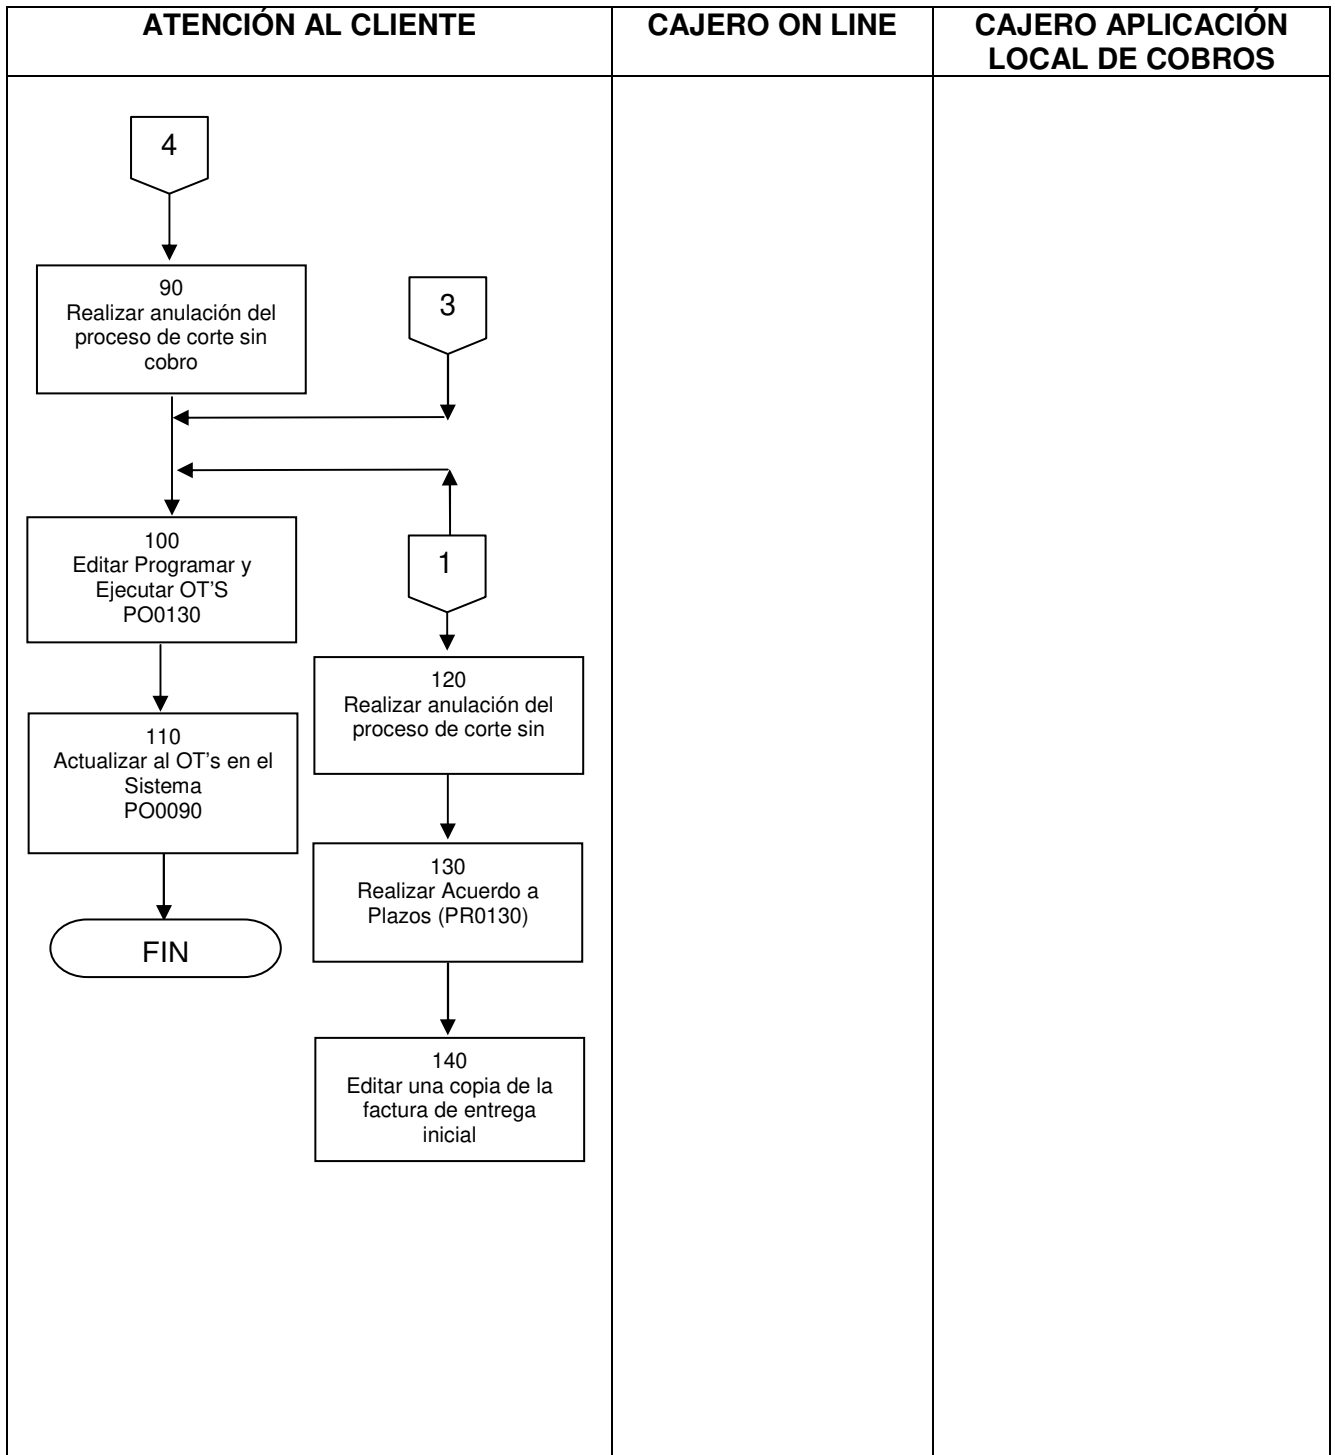 ATENCIÓN AL CLIENTE
CAJERO ON LINE
CAJERO APLICACIÓN
LOCAL DE COBROS
4
90
Realizar anulación del
proceso de corte sin
cobro
3
100
Editar Programar y
Ejecutar OT'S
PO0130
1
120
Realizar anulación del
proceso de corte sin
110
Actualizar al OT's en el
Sistema
PO0090
130
Realizar Acuerdo a
Plazos (PR0130)
FIN
140
Editar una copia de la
factura de entrega
inicial